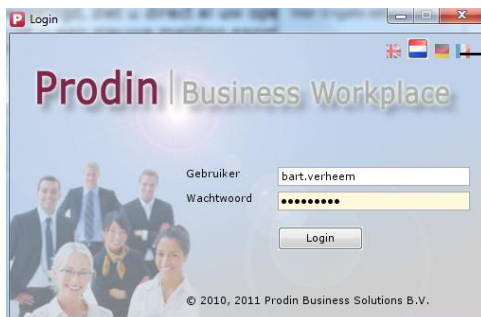 Login
Prodin | Business Workplace
Gebruiker bart.verheem
Wachtwoord •••••••••
Login
© 2010, 2011 Prodin Business Solutions B.V.